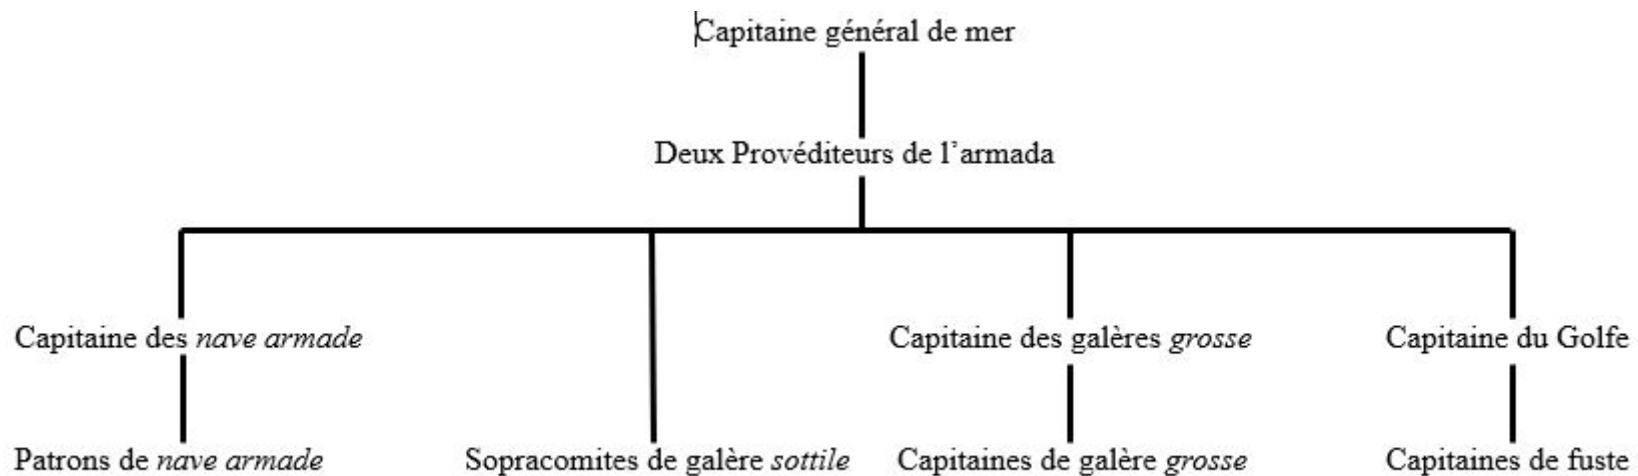 Capitaine général de mer
Deux Provéditeurs de l'armada
Capitaine des nave armade
Capitaine des galères grosse
Capitaine du Golfe
Patrons de nave armade
Sopracomites de galère sottile
Capitaines de galère grosse
Capitaines de fuste